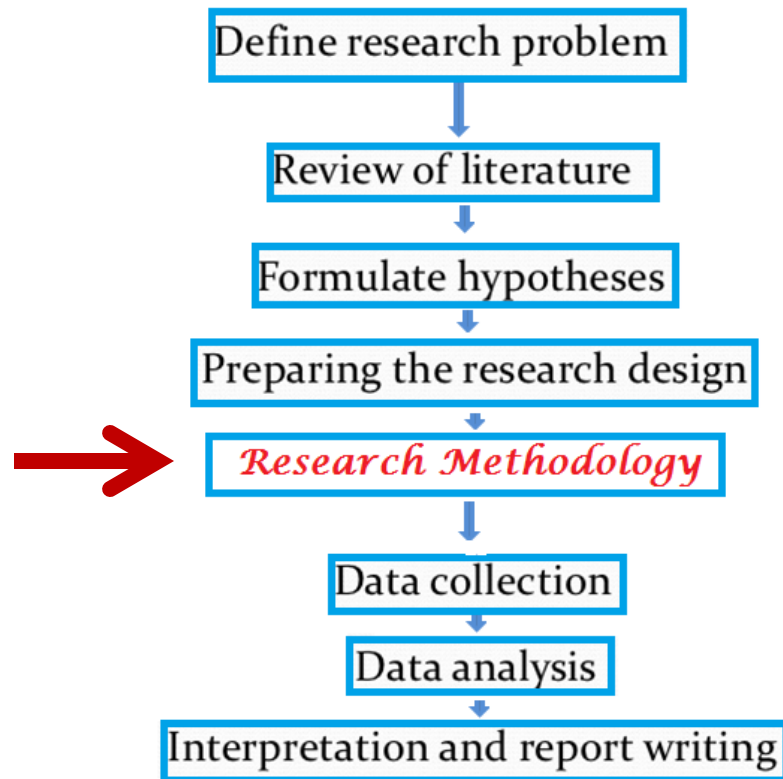 Define research problem
Review of literature
Formulate hypotheses
Preparing the research design
Research Methodology
Data collection
Data analysis
Interpretation and report writing